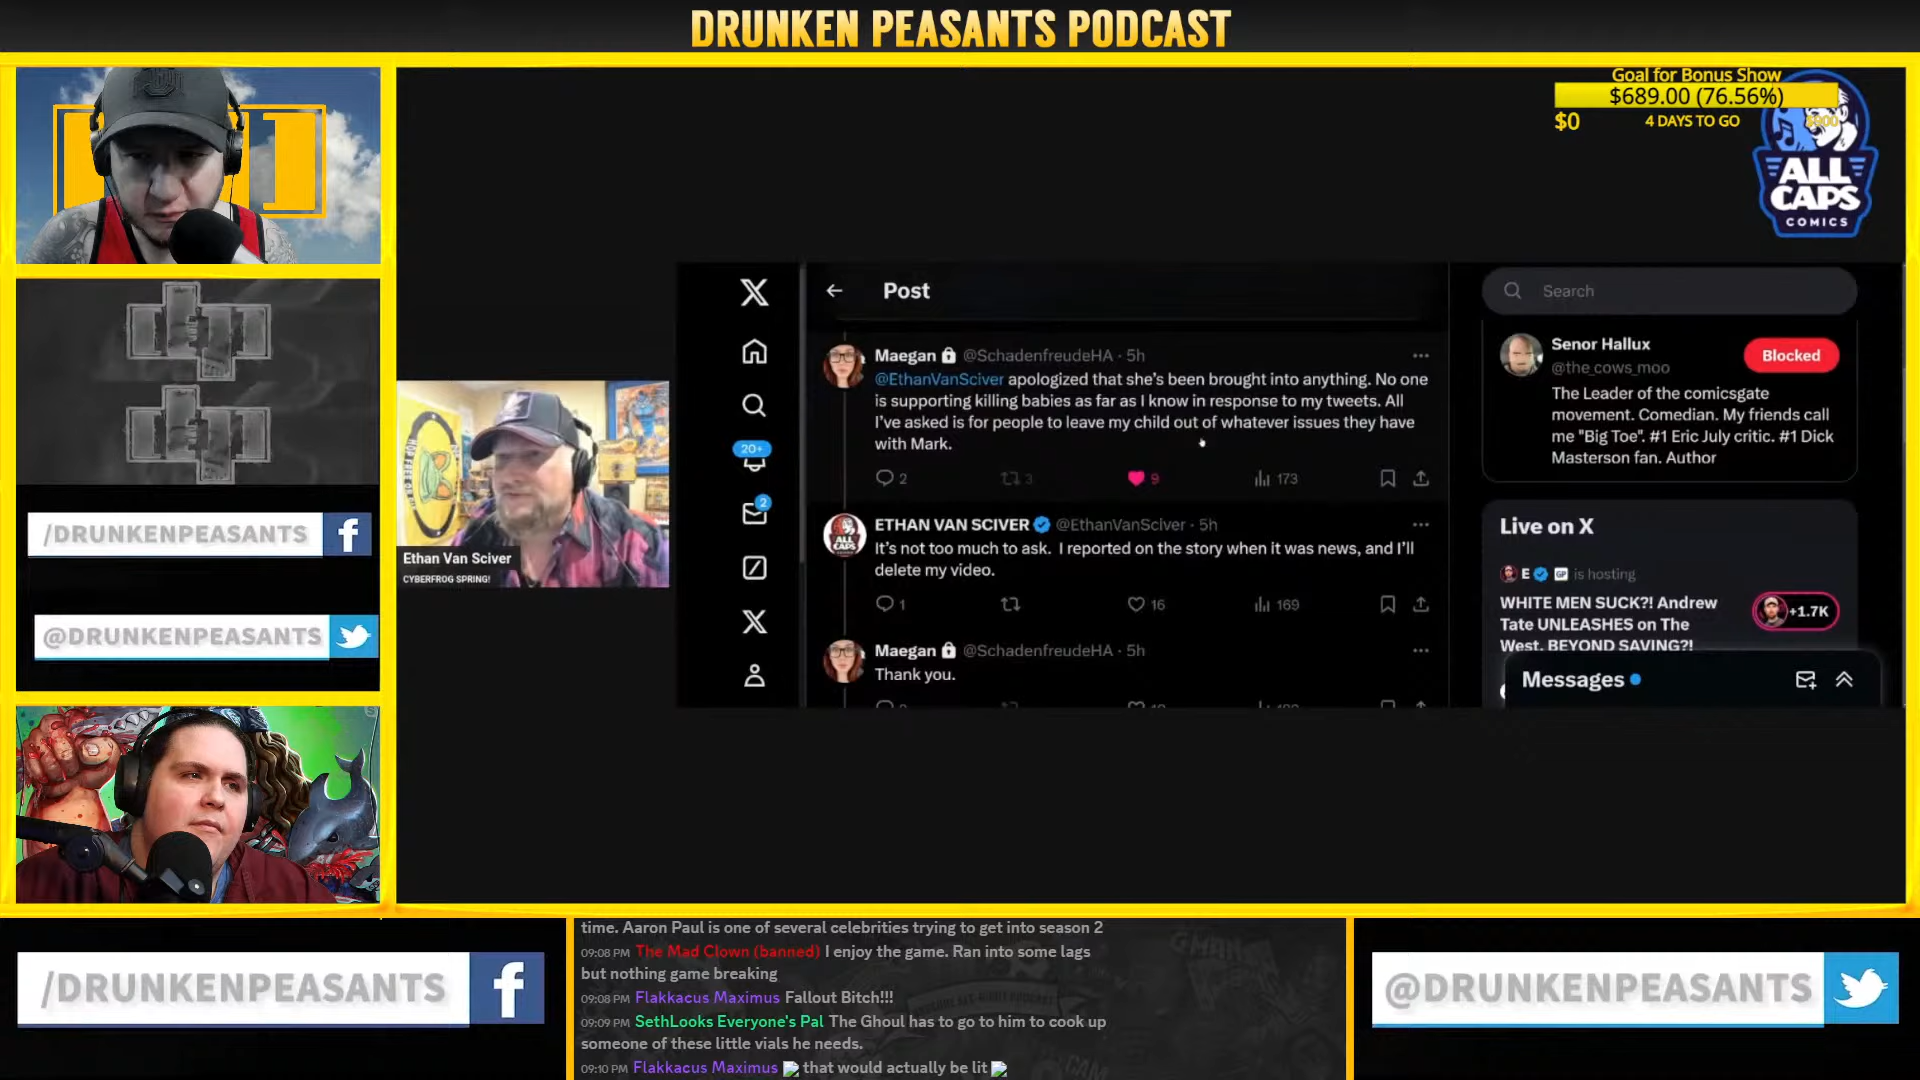 DRUNKEN PEASANTS PODCAST
Goal for Bonus Show
$689.00 (76.56%)
$0
4 DAYS TO GO
$900
ALL
CAPS
COMICS
/DRUNKENPEASANTS
@DRUNKENPEASANTS
Ethan Van Sciver
CYBERFROG SPRING!
20+
2
Post
Maegan @SchadenfreudeHA · 5h
@EthanVanSciver apologized that she's been brought into anything. No one
is supporting killing babies as far as I know in response to my tweets. All
I've asked is for people to leave my child out of whatever issues they have
with Mark.
2 3 9 173
ETHAN VAN SCIVER @EthanVanSciver · 5h
It's not too much to ask. I reported on the story when it was news, and I'll
delete my video.
1 16 169
Maegan @SchadenfreudeHA · 5h
Thank you.
Search
Senor Hallux
@the_cows_moo
Blocked
The Leader of the comicsgate
movement. Comedian. My friends call
me "Big Toe". #1 Eric July critic. #1 Dick
Masterson fan. Author
Live on X
E is hosting
WHITE MEN SUCK?! Andrew
Tate UNLEASHES on The
West. BEYOND SAVING?!
+1.7K
Messages
/DRUNKENPEASANTS
time. Aaron Paul is one of several celebrities trying to get into season 2
09:08 PM The Mad Clown (banned) I enjoy the game. Ran into some lags
but nothing game breaking
09:08 PM Flakkacus Maximus Fallout Bitch!!!
09:09 PM SethLooks Everyone's Pal The Ghoul has to go to him to cook up
someone of these little vials he needs.
09:10 PM Flakkacus Maximus that would actually be lit
@DRUNKENPEASANTS